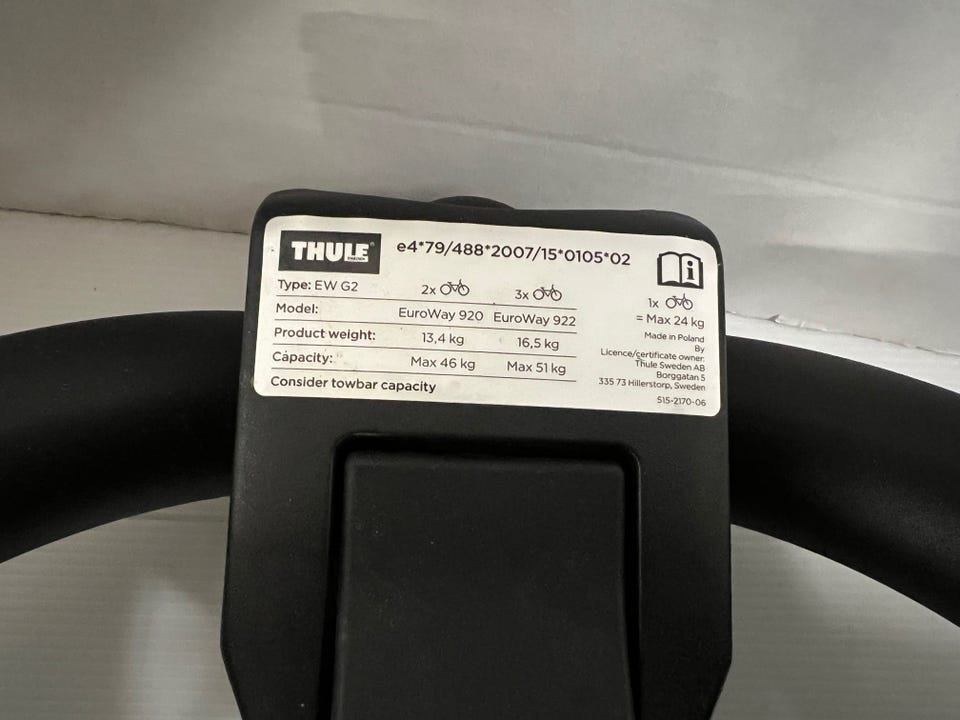 THULE e4*79/488*2007/15*0105*02
SWEDEN
Type: EW G2 2x 3x
Model: EuroWay 920 EuroWay 922
Product weight: 13,4 kg 16,5 kg
Capacity: Max 46 kg Max 51 kg
Consider towbar capacity
i
1x
= Max 24 kg
Made in Poland
By
Licence/certificate owner:
Thule Sweden AB
Borggatan 5
335 73 Hillerstorp, Sweden
515-2170-06